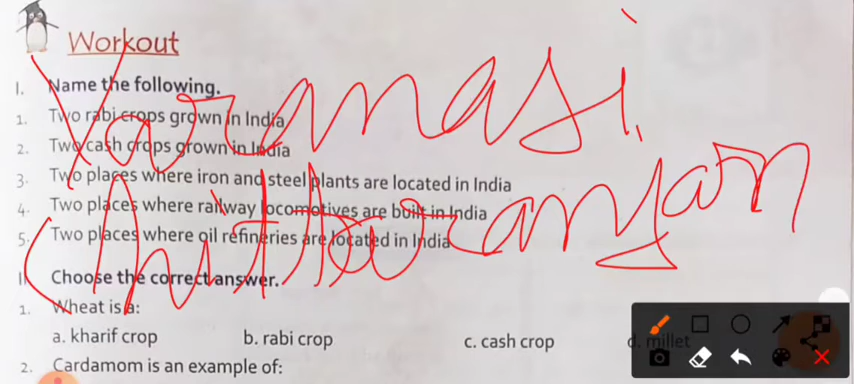 Workout
I. Name the following.
1. Two rabi crops grown in India
2. Two cash crops grown in India
3. Two places where iron and steel plants are located in India
4. Two places where railway locomotives are built in India
5. Two places where oil refineries are located in India
Varanasi
Chittaranjan
II. Choose the correct answer.
1. Wheat is a:
a. kharif crop b. rabi crop c. cash crop d. millet
2. Cardamom is an example of: